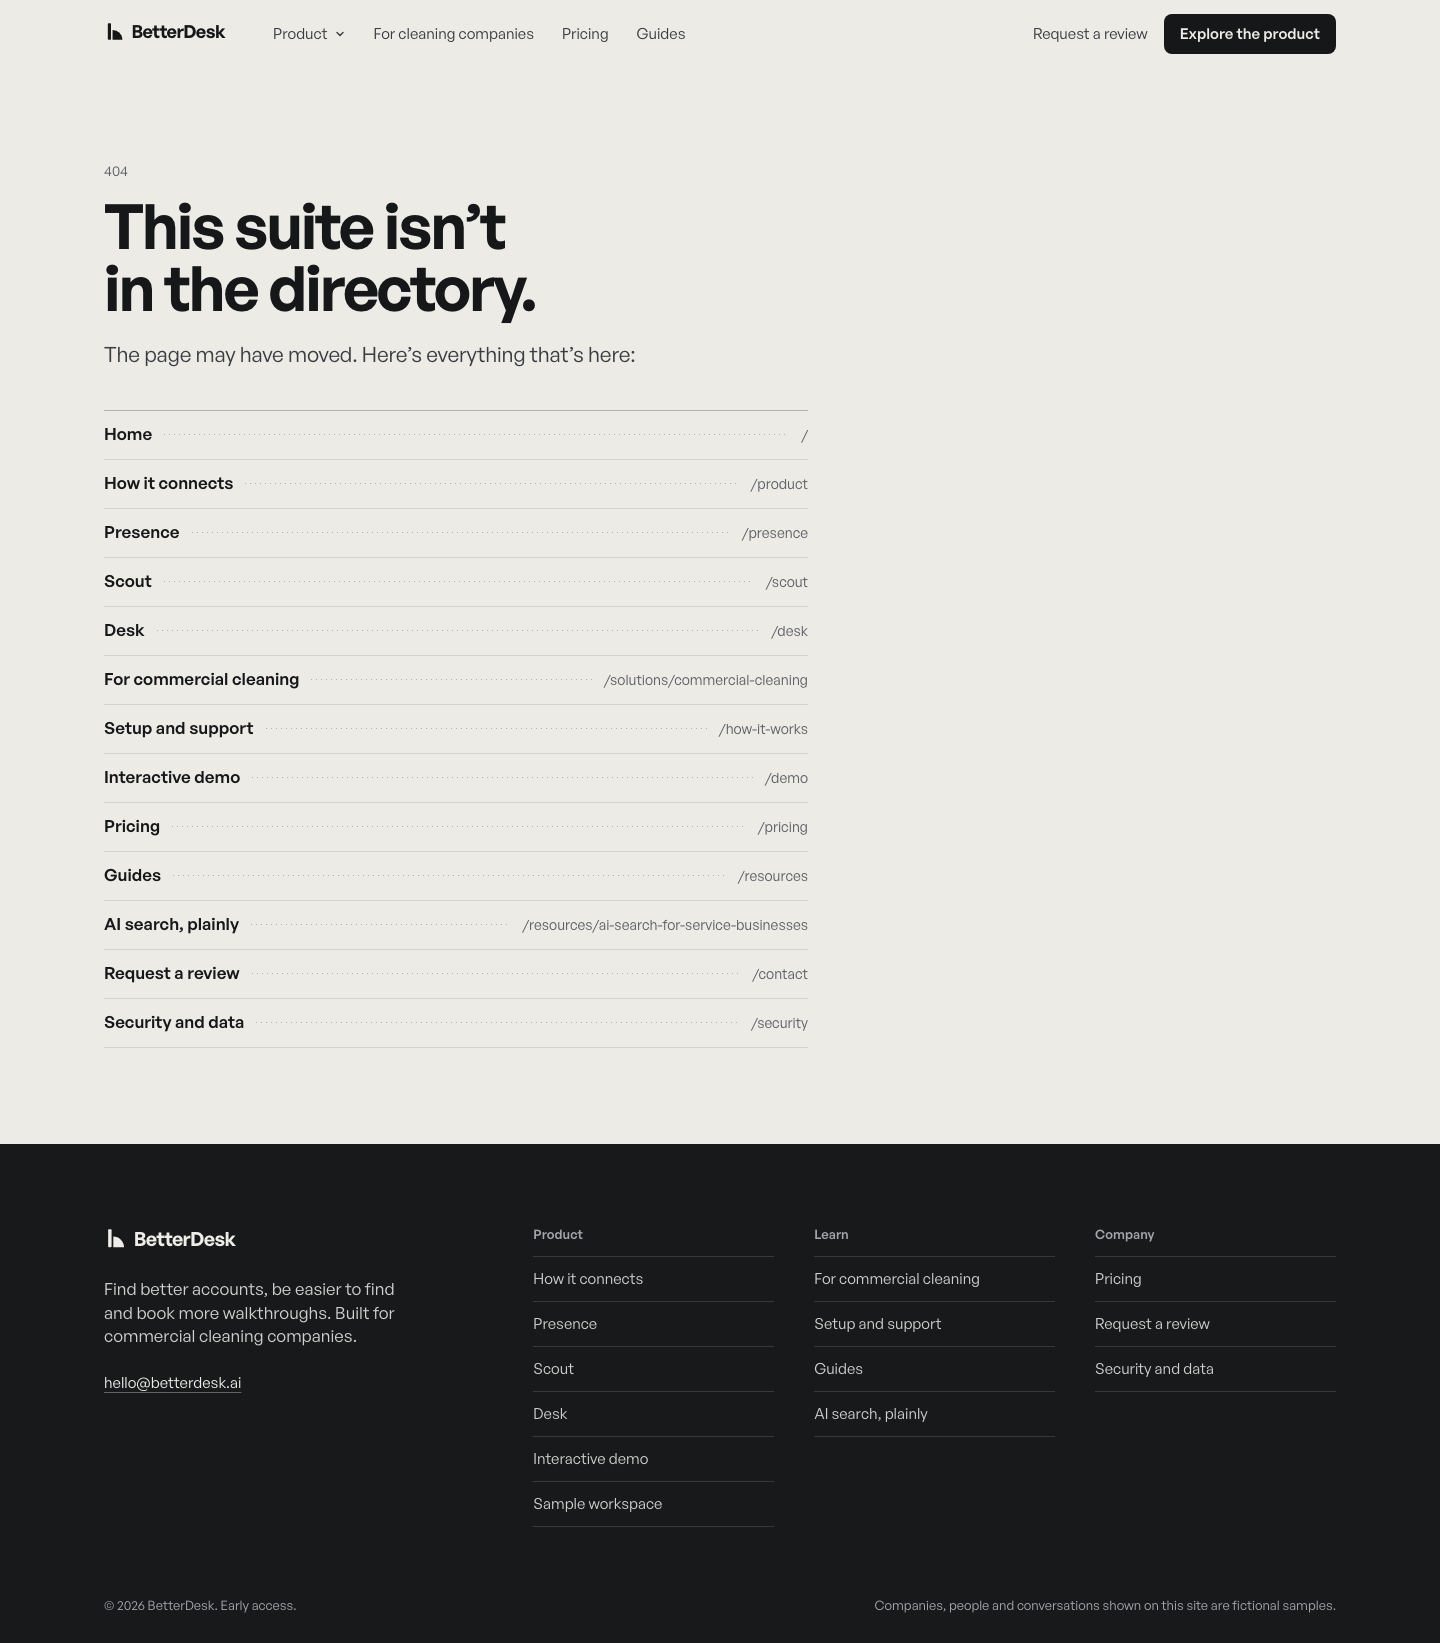 BetterDesk
Product
For cleaning companies
Pricing
Guides
Request a review
Explore the product
404
This suite isn’t
in the directory.
The page may have moved. Here’s everything that’s here:
Home /
How it connects /product
Presence /presence
Scout /scout
Desk /desk
For commercial cleaning /solutions/commercial-cleaning
Setup and support /how-it-works
Interactive demo /demo
Pricing /pricing
Guides /resources
AI search, plainly /resources/ai-search-for-service-businesses
Request a review /contact
Security and data /security
BetterDesk
Find better accounts, be easier to find
and book more walkthroughs. Built for
commercial cleaning companies.
hello@betterdesk.ai
Product
How it connects
Presence
Scout
Desk
Interactive demo
Sample workspace
Learn
For commercial cleaning
Setup and support
Guides
AI search, plainly
Company
Pricing
Request a review
Security and data
© 2026 BetterDesk. Early access.
Companies, people and conversations shown on this site are fictional samples.